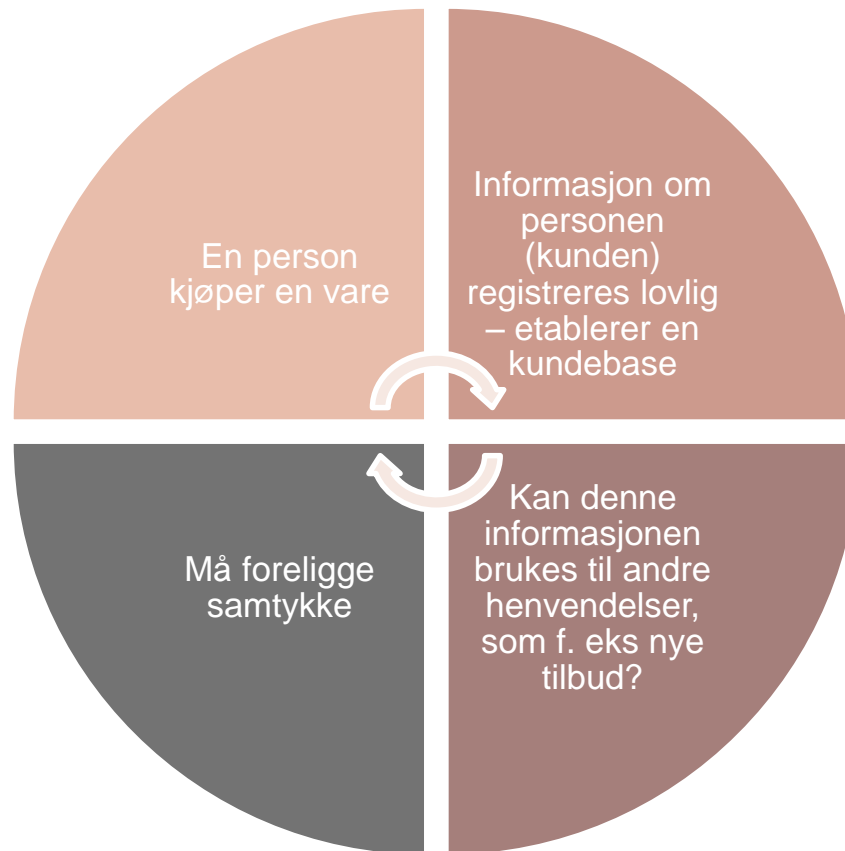 En person
kjøper en vare
Informasjon om
personen
(kunden)
registreres lovlig
– etablerer en
kundebase
Kan denne
informasjonen
brukes til andre
henvendelser,
som f. eks nye
tilbud?
Må foreligge
samtykke